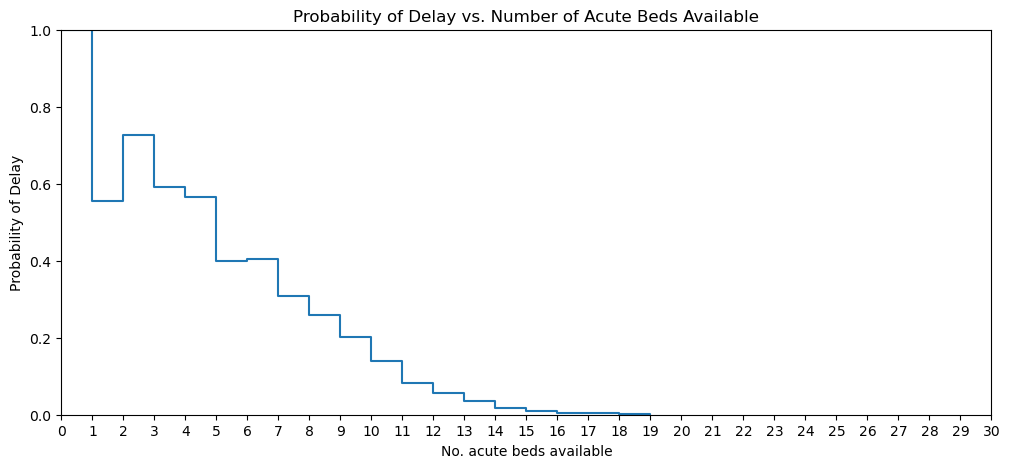 Probability of Delay vs. Number of Acute Beds Available
1.0
0.8
0.6
0.4
0.2
0.0
Probability of Delay
0 1 2 3 4 5 6 7 8 9 10 11 12 13 14 15 16 17 18 19 20 21 22 23 24 25 26 27 28 29 30
No. acute beds available